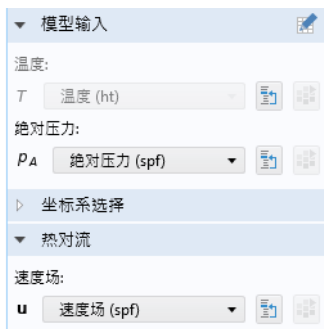 模型输入
温度:
T 温度 (ht)
绝对压力:
pA 绝对压力 (spf)
坐标系选择
热对流
速度场:
u 速度场 (spf)